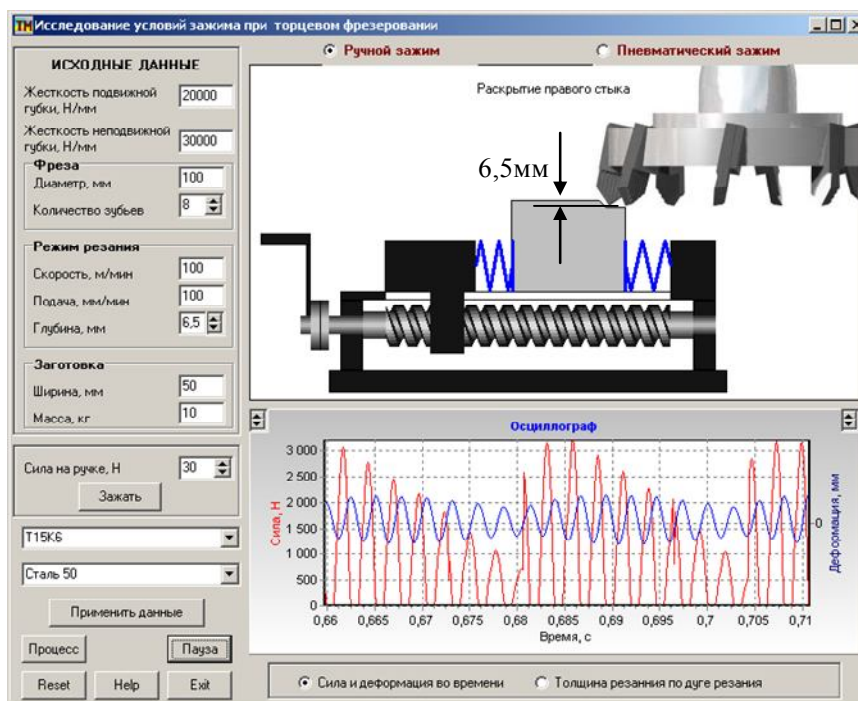 Исследование условий зажима при торцевом фрезеровании
Ручной зажим
Пневматический зажим
ИСХОДНЫЕ ДАННЫЕ
Жесткость подвижной
губки, Н/мм
20000
Жесткость неподвижной
губки, Н/мм
30000
Фреза
Диаметр, мм
100
Количество зубьев
8
Режим резания
Скорость, м/мин
100
Подача, мм/мин
100
Глубина, мм
6,5
Заготовка
Ширина, мм
50
Масса, кг
10
Сила на ручке, Н
30
Зажать
Т15К6
Сталь 50
Применить данные
Процесс
Пауза
Reset
Help
Exit
Раскрытие правого стыка
6,5мм
Осциллограф
3 000
2 500
2 000
1 500
1 000
500
0
Сила, Н
0
Деформация, мм
0,66 0,665 0,67 0,675 0,68 0,685 0,69 0,695 0,7 0,705 0,71
Время, с
Сила и деформация во времени
Толщина резанния по дуге резания